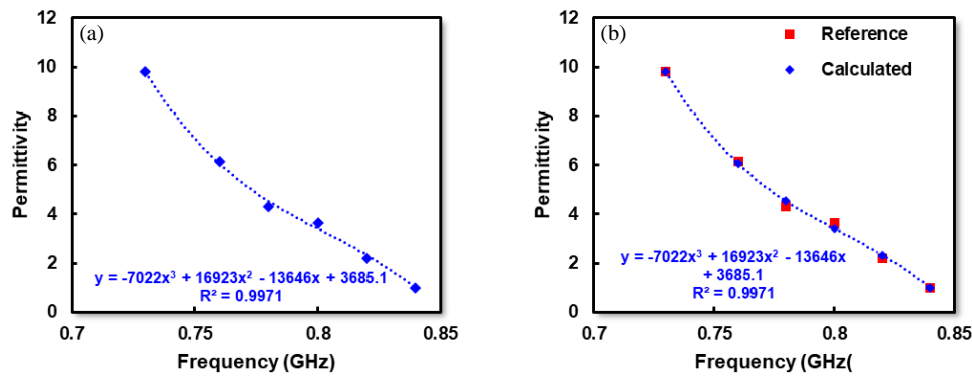 (a)
12
10
8
6
4
2
0
Permittivity
0.7
0.75
0.8
0.85
Frequency (GHz)
y = -7022x³ + 16923x² - 13646x + 3685.1
R² = 0.9971
(b)
Reference
Calculated
12
10
8
6
4
2
0
Permittivity
0.7
0.75
0.8
0.85
Frequency (GHz(
y = -7022x³ + 16923x² - 13646x
+ 3685.1
R² = 0.9971